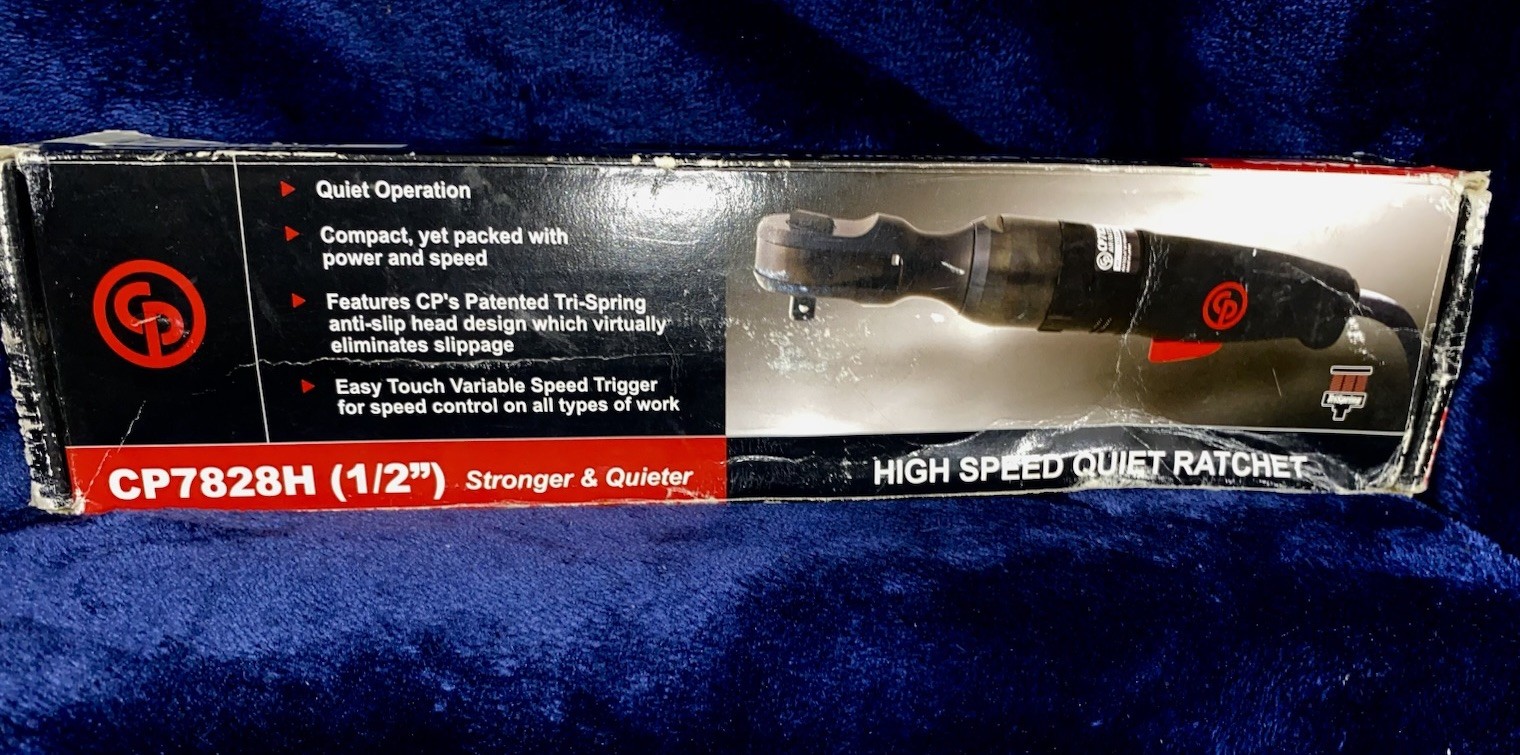 CP
Quiet Operation
Compact, yet packed with
power and speed
Features CP's Patented Tri-Spring
anti-slip head design which virtually
eliminates slippage
Easy Touch Variable Speed Trigger
for speed control on all types of work
CP
CP7828H (1/2”)
Stronger & Quieter
HIGH SPEED QUIET RATCHET